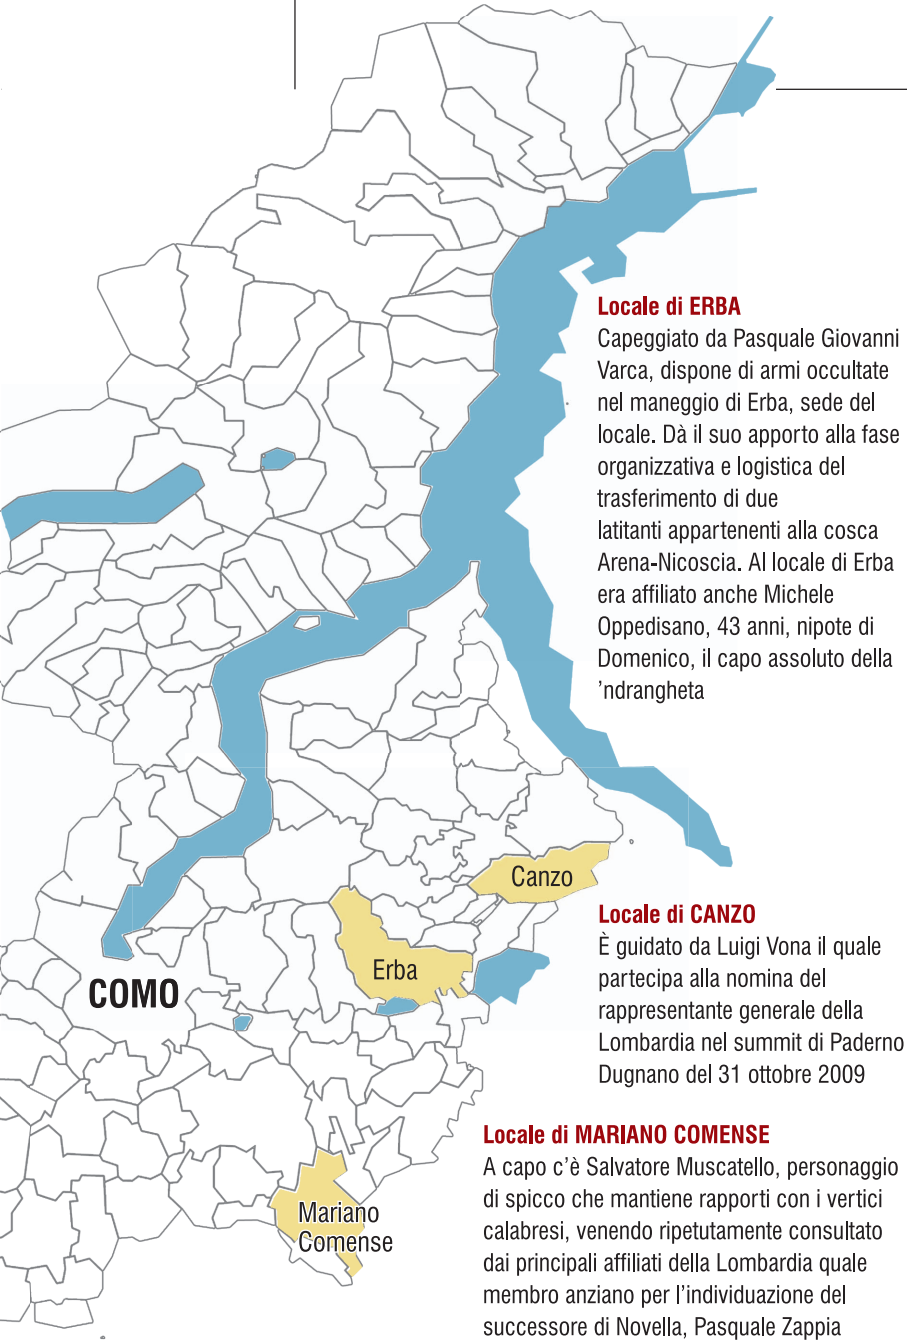 Locale di ERBA
Capeggiato da Pasquale Giovanni
Varca, dispone di armi occultate
nel maneggio di Erba, sede del
locale. Dà il suo apporto alla fase
organizzativa e logistica del
trasferimento di due
latitanti appartenenti alla cosca
Arena-Nicoscia. Al locale di Erba
era affiliato anche Michele
Oppedisano, 43 anni, nipote di
Domenico, il capo assoluto della
’ndrangheta
Canzo
Locale di CANZO
È guidato da Luigi Vona il quale
partecipa alla nomina del
rappresentante generale della
Lombardia nel summit di Paderno
Dugnano del 31 ottobre 2009
Erba
COMO
Locale di MARIANO COMENSE
A capo c’è Salvatore Muscatello, personaggio
di spicco che mantiene rapporti con i vertici
calabresi, venendo ripetutamente consultato
dai principali affiliati della Lombardia quale
membro anziano per l’individuazione del
successore di Novella, Pasquale Zappia
Mariano
Comense